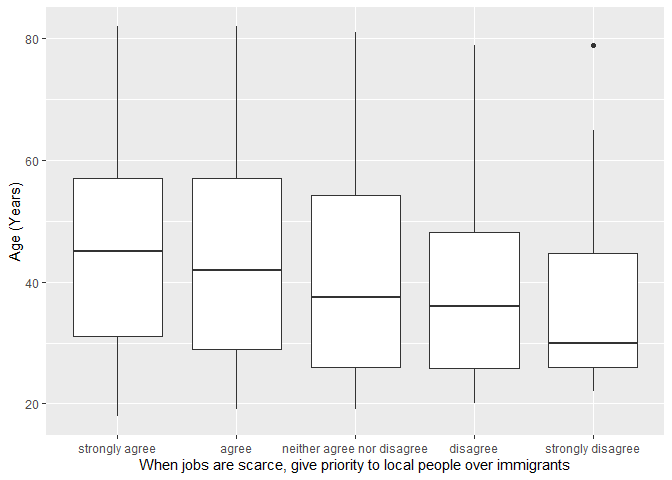 80
60
40
20
Age (Years)
strongly agree agree neither agree nor disagree disagree strongly disagree
When jobs are scarce, give priority to local people over immigrants